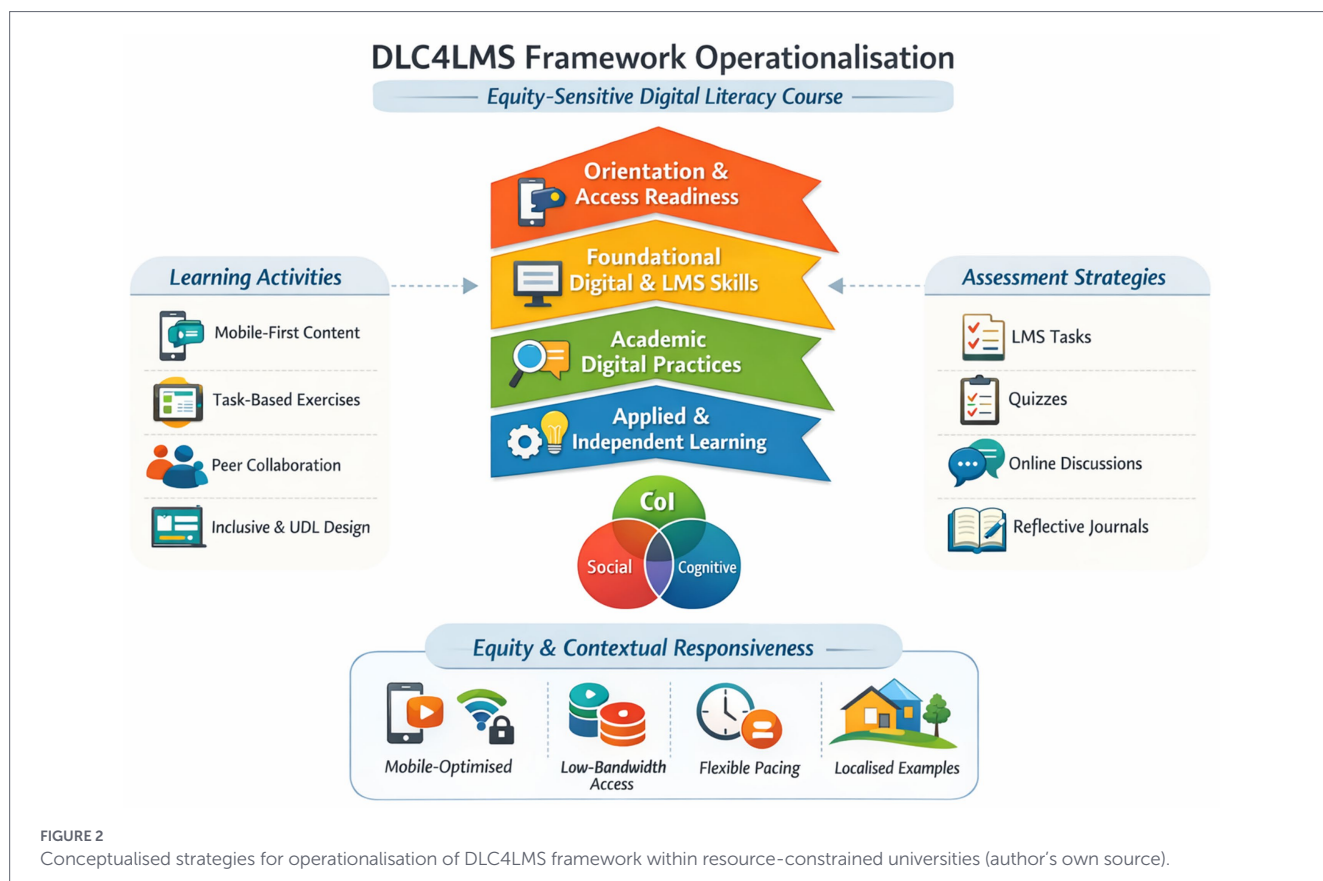 DLC4LMS Framework Operationalisation
Equity-Sensitive Digital Literacy Course
Orientation &
Access Readiness
Foundational
Digital & LMS Skills
Academic
Digital Practices
Applied &
Independent Learning
Learning Activities
Mobile-First Content
Task-Based Exercises
Peer Collaboration
Inclusive & UDL Design
Assessment Strategies
LMS Tasks
Quizzes
Online Discussions
Reflective Journals
CoI
Social
Cognitive
Equity & Contextual Responsiveness
Mobile-Optimised
Low-Bandwidth
Access
Flexible Pacing
Localised Examples
FIGURE 2
Conceptualised strategies for operationalisation of DLC4LMS framework within resource-constrained universities (author's own source).